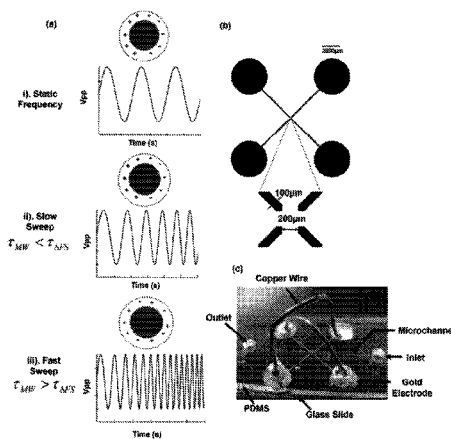 (a)
i). Static
Frequency
Vpp
Time (s)
ii). Slow
Sweep
τMW < τΔFS
Vpp
Time (s)
iii). Fast
Sweep
τMW > τΔFS
Vpp
Time (s)
(b)
100µm
200µm
(c)
Copper Wire
Outlet
Microchannel
Inlet
Gold
Electrode
PDMS
Glass Slide